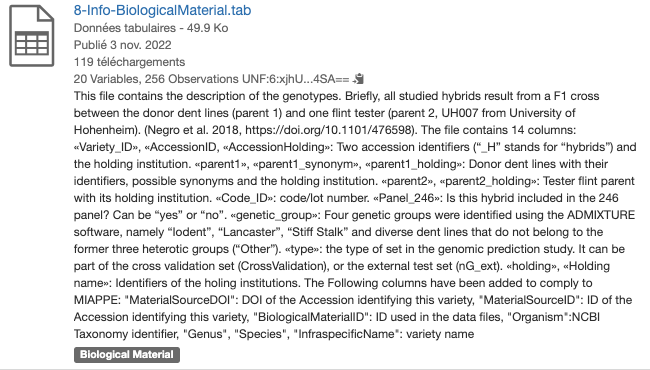 8-Info-BiologicalMaterial.tab
Données tabulaires - 49.9 Ko
Publié 3 nov. 2022
119 téléchargements
20 Variables, 256 Observations UNF:6:xjhU...4SA==
This file contains the description of the genotypes. Briefly, all studied hybrids result from a F1 cross
between the donor dent lines (parent 1) and one flint tester (parent 2, UH007 from University of
Hohenheim). (Negro et al. 2018, https://doi.org/10.1101/476598). The file contains 14 columns:
«Variety_ID», «AccessionID, «AccessionHolding»: Two accession identifiers (“_H” stands for “hybrids”) and
the holding institution. «parent1», «parent1_synonym», «parent1_holding»: Donor dent lines with their
identifiers, possible synonyms and the holding institution. «parent2», «parent2_holding»: Tester flint parent
with its holding institution. «Code_ID»: code/lot number. «Panel_246»: Is this hybrid included in the 246
panel? Can be “yes” or “no”. «genetic_group»: Four genetic groups were identified using the ADMIXTURE
software, namely “Iodent”, “Lancaster”, “Stiff Stalk” and diverse dent lines that do not belong to the
former three heterotic groups (“Other”). «type»: the type of set in the genomic prediction study. It can be
part of the cross validation set (CrossValidation), or the external test set (nG_ext). «holding», «Holding
name»: Identifiers of the holing institutions. The Following columns have been added to comply to
MIAPPE: "MaterialSourceDOI": DOI of the Accession identifying this variety, "MaterialSourceID": ID of the
Accession identifying this variety, "BiologicalMaterialID": ID used in the data files, "Organism":NCBI
Taxonomy identifier, "Genus", "Species", "InfraspecificName": variety name
Biological Material